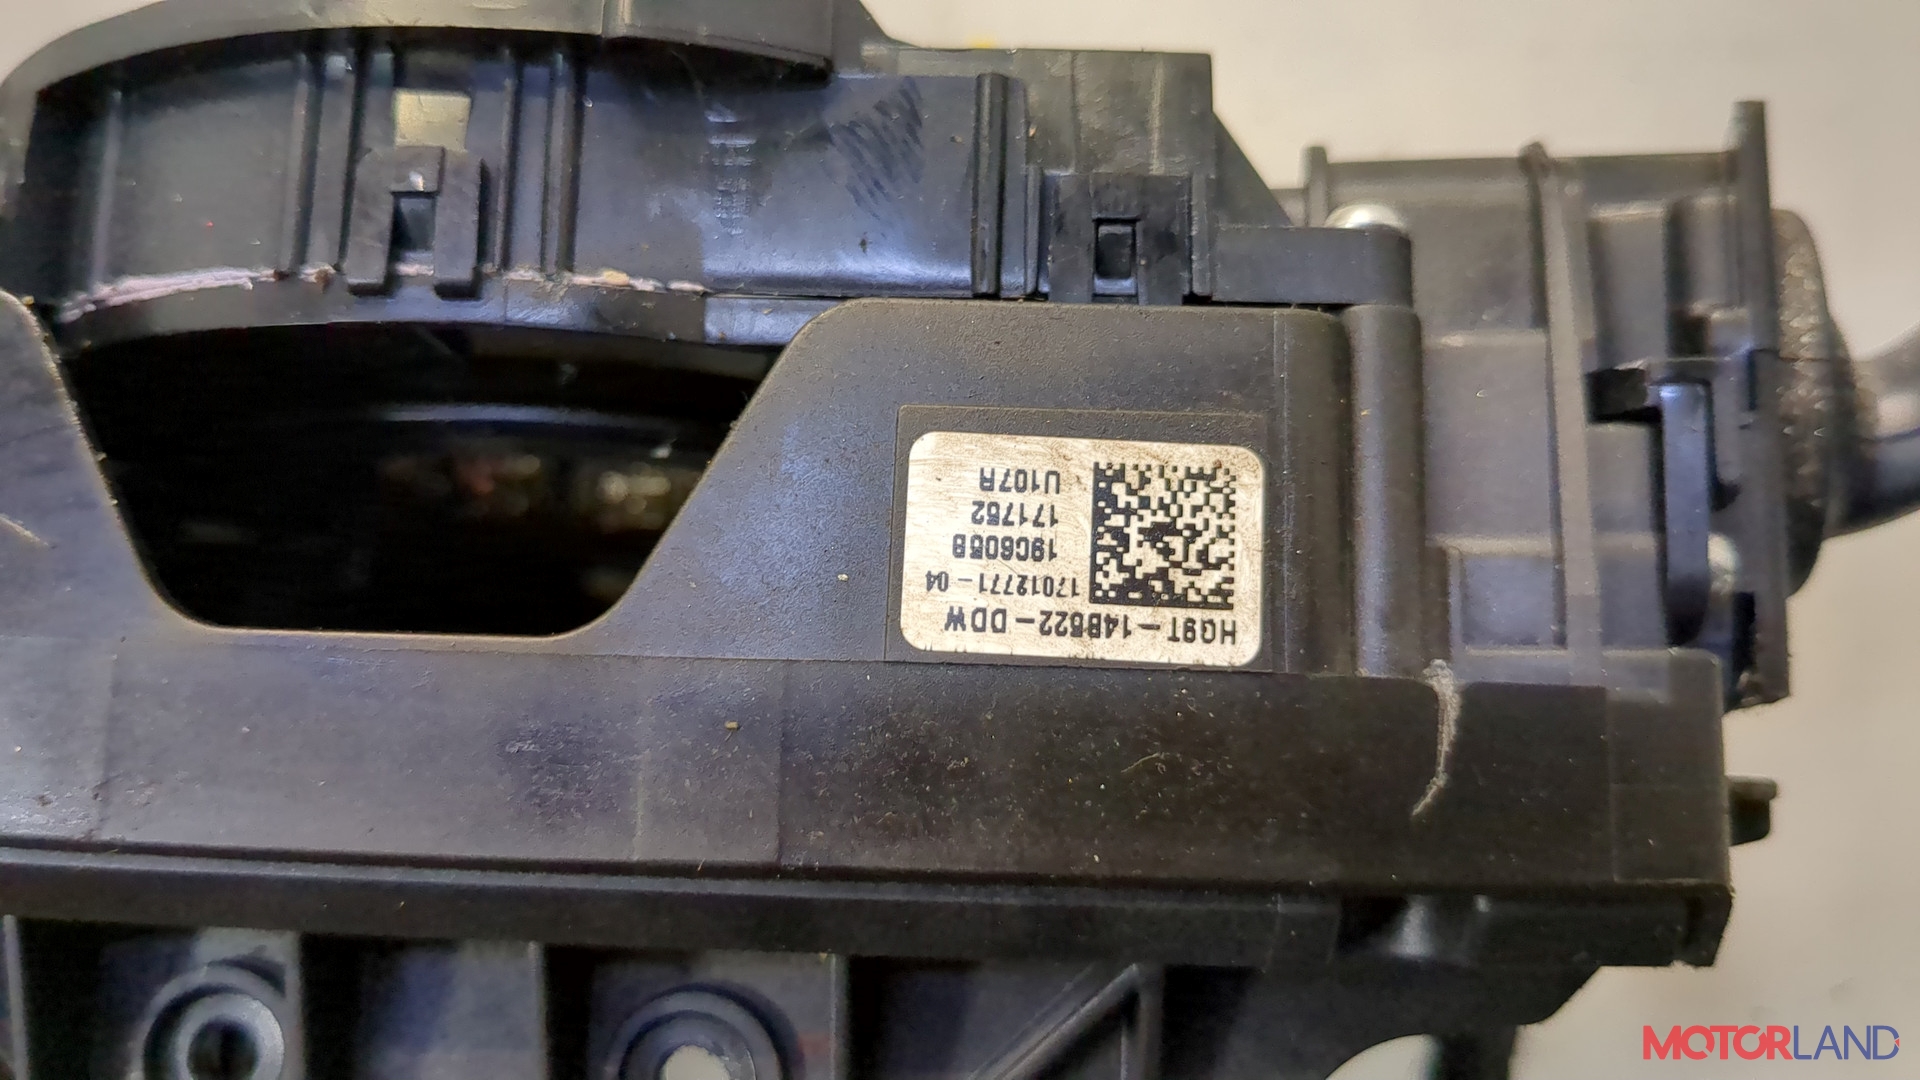 HG9T-14B522-DDW
17012771-04
19C605B
171752
U107R
MOTORLAND